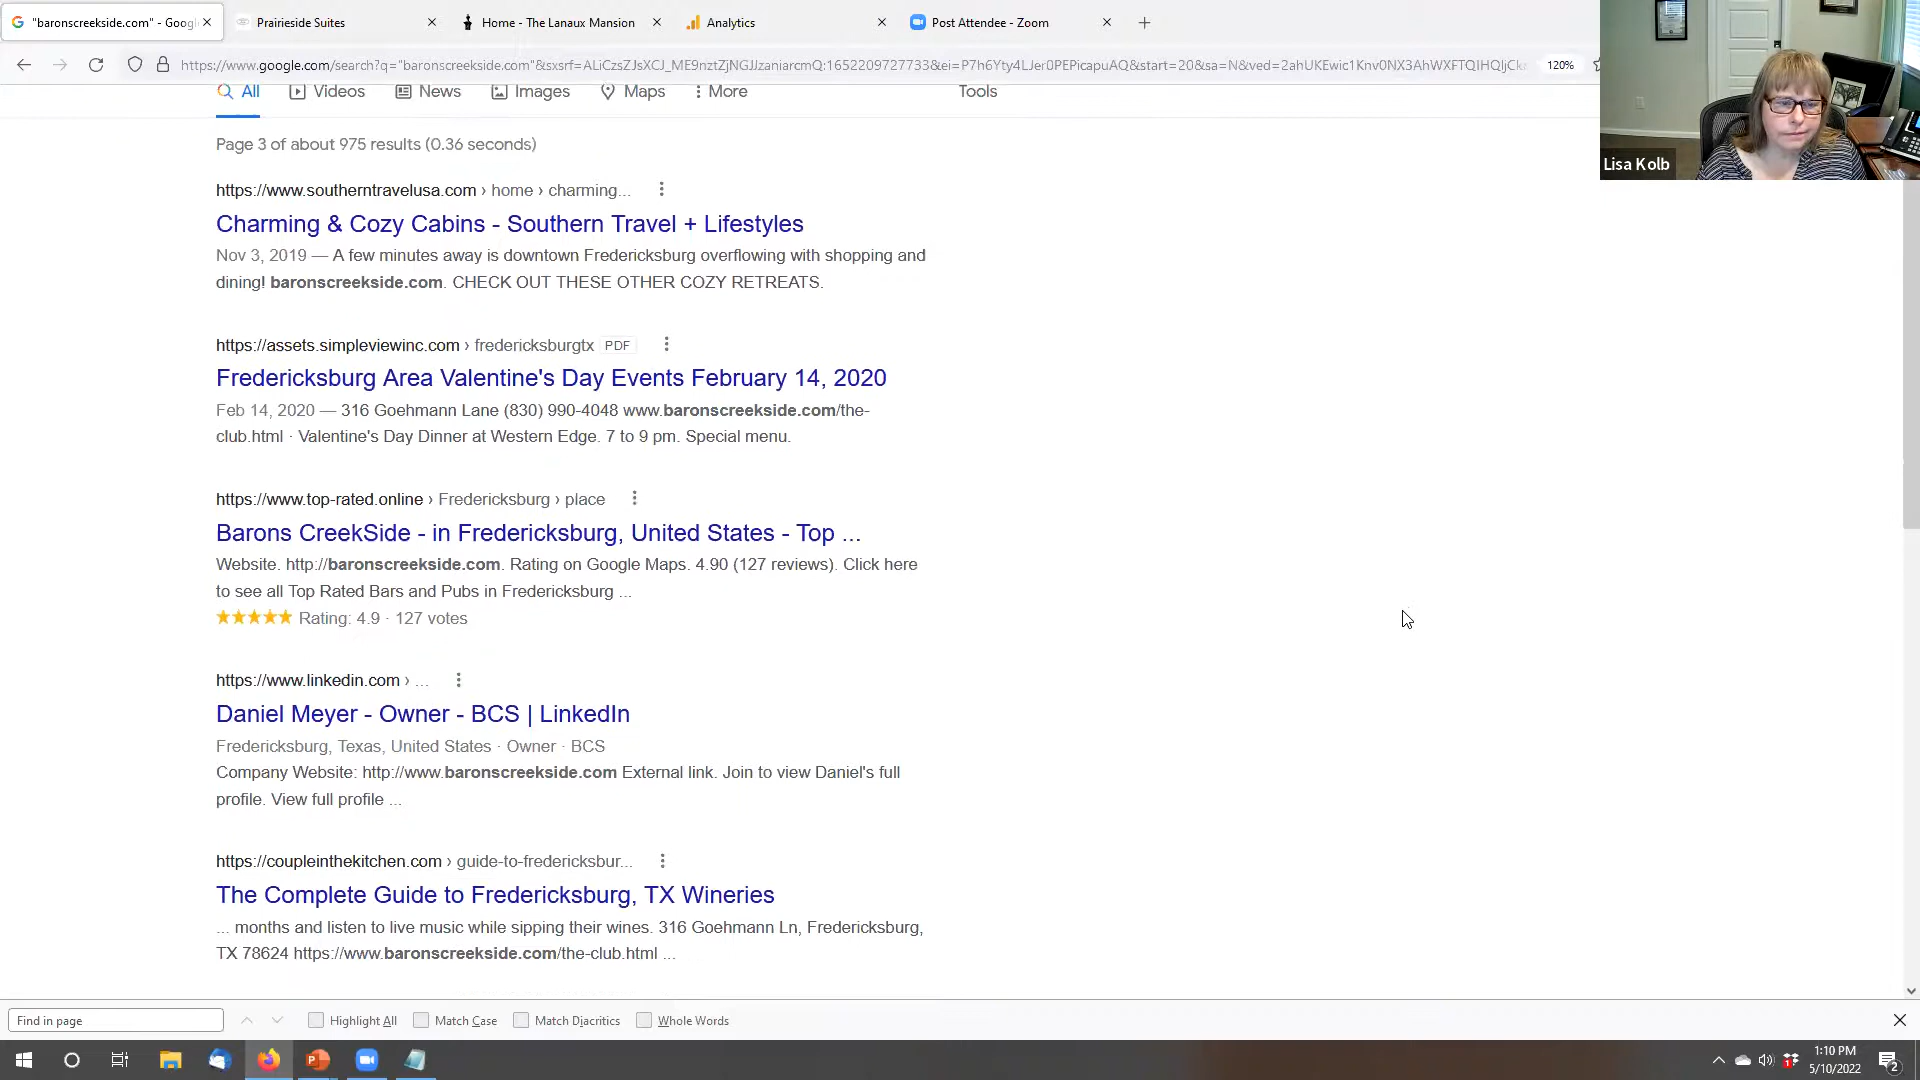 "baronscreekside.com" - Goog
Prairieside Suites
Home - The Lanaux Mansion
Analytics
Post Attendee - Zoom
https://www.google.com/search?q="baronscreekside.com"&sxsrf=ALiCzsZJsXCJ_ME9nztZjNGJJzaniarcmQ:1652209727733&ei=P7h6Yty4LJer0PEPicapuAQ&start=20&sa=N&ved=2ahUKEwic1Knv0NX3AhWXFTQIHQljCk
120%
All
Videos
News
Images
Maps
More
Tools
Page 3 of about 975 results (0.36 seconds)
https://www.southerntravelusa.com › home › charming...
Charming & Cozy Cabins - Southern Travel + Lifestyles
Nov 3, 2019 — A few minutes away is downtown Fredericksburg overflowing with shopping and
dining! baronscreekside.com. CHECK OUT THESE OTHER COZY RETREATS.
https://assets.simpleviewinc.com › fredericksburgtx PDF
Fredericksburg Area Valentine's Day Events February 14, 2020
Feb 14, 2020 — 316 Goehmann Lane (830) 990-4048 www.baronscreekside.com/the-
club.html · Valentine's Day Dinner at Western Edge. 7 to 9 pm. Special menu.
https://www.top-rated.online › Fredericksburg › place
Barons CreekSide - in Fredericksburg, United States - Top ...
Website. http://baronscreekside.com. Rating on Google Maps. 4.90 (127 reviews). Click here
to see all Top Rated Bars and Pubs in Fredericksburg ...
Rating: 4.9 · 127 votes
https://www.linkedin.com › ...
Daniel Meyer - Owner - BCS | LinkedIn
Fredericksburg, Texas, United States · Owner · BCS
Company Website: http://www.baronscreekside.com External link. Join to view Daniel's full
profile. View full profile ...
https://coupleinthekitchen.com › guide-to-fredericksbur...
The Complete Guide to Fredericksburg, TX Wineries
... months and listen to live music while sipping their wines. 316 Goehmann Ln, Fredericksburg,
TX 78624 https://www.baronscreekside.com/the-club.html ...
Lisa Kolb
Find in page
Highlight All
Match Case
Match Diacritics
Whole Words
1:10 PM
5/10/2022
2